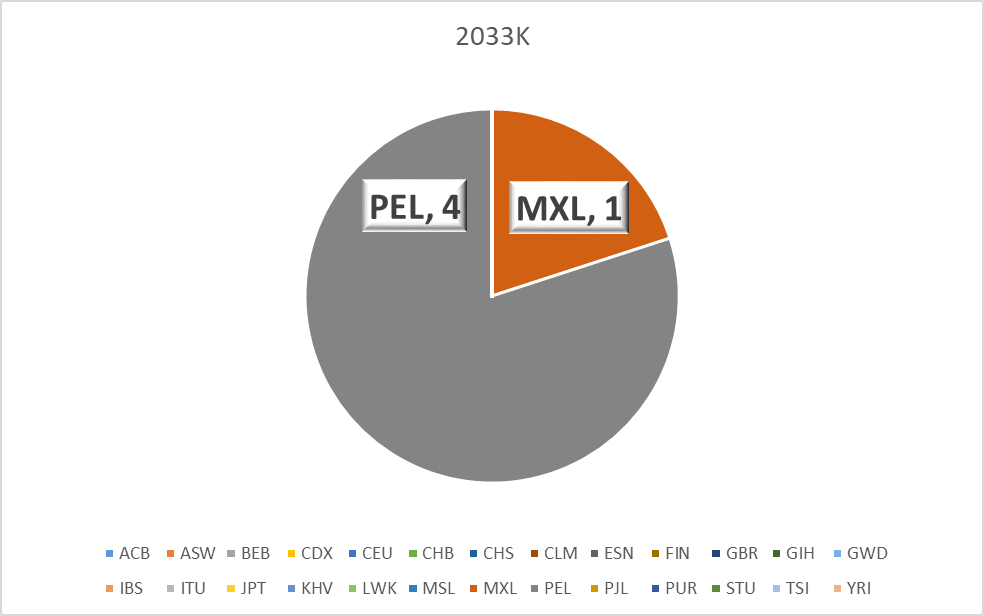 2033K
PEL, 4
MXL, 1
ACB ASW BEB CDX CEU CHB CHS CLM ESN FIN GBR GIH GWD
IBS ITU JPT KHV LWK MSL MXL PEL PJL PUR STU TSI YRI